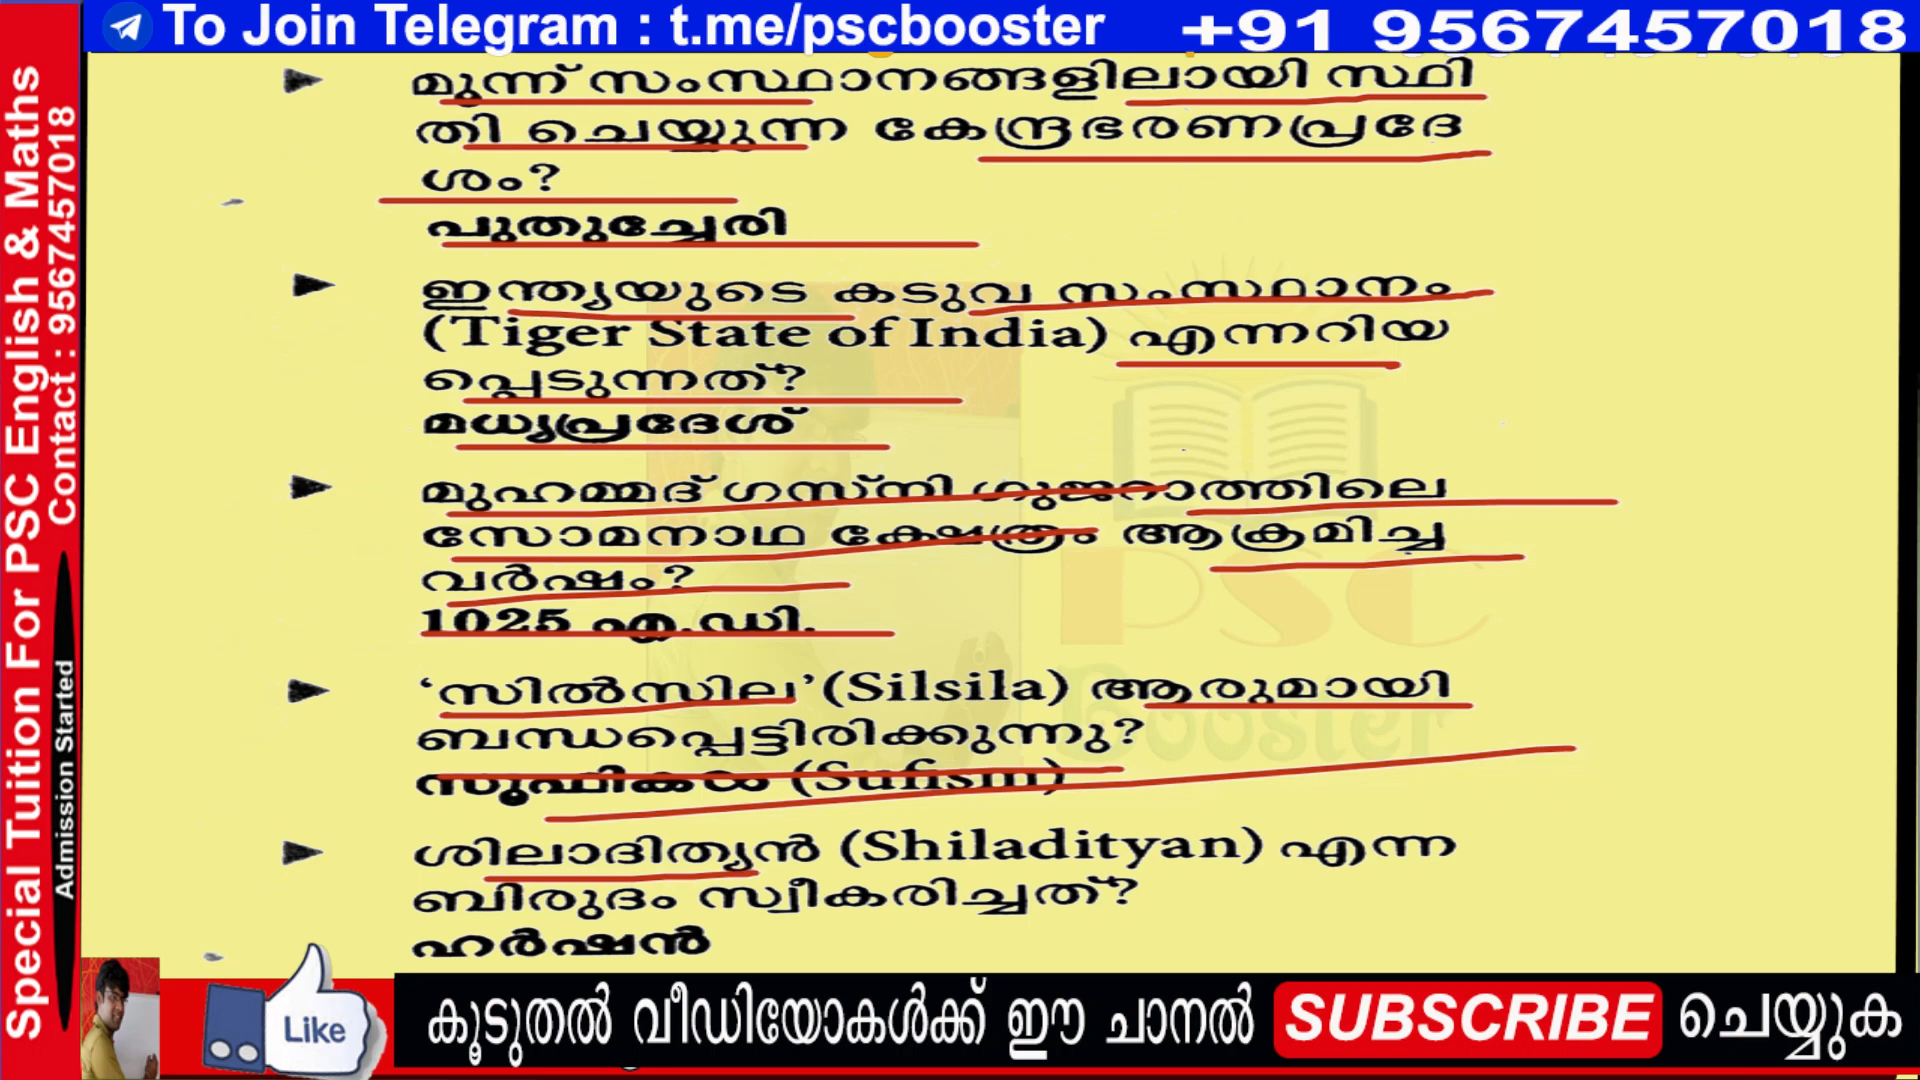 To Join Telegram : t.me/pscbooster +91 9567457018
Special Tuition For PSC English & Maths
Contact : 9567457018
Admission Started
മുന്ന് സംസ്ഥാനങ്ങളിലായി സ്ഥി
തി ചെയ്യുന്ന കേന്ദ്രഭരണപ്രദേ
ശം?
പുതുച്ചേരി
ഇന്ത്യയുടെ കടുവ സംസ്ഥാനം
(Tiger State of India) എന്നറിയ
പ്പെടുന്നത്?
മധ്യപ്രദേശ്
മുഹമ്മദ് ഗസ്നി ഗുജറാത്തിലെ
സോമനാഥ ക്ഷേത്രം ആക്രമിച്ച
വർഷം?
1025 എ.ഡി.
‘സിൽസില’(Silsila) ആരുമായി
ബന്ധപ്പെട്ടിരിക്കുന്നു?
സൂഫികൾ (Sufism)
ശിലാദിത്യൻ (Shiladityan) എന്ന
ബിരുദം സ്വീകരിച്ചത്?
ഹർഷൻ
PSC
Booster
Like
കൂടുതൽ വീഡിയോകൾക്ക് ഈ ചാനൽ SUBSCRIBE ചെയ്യുക